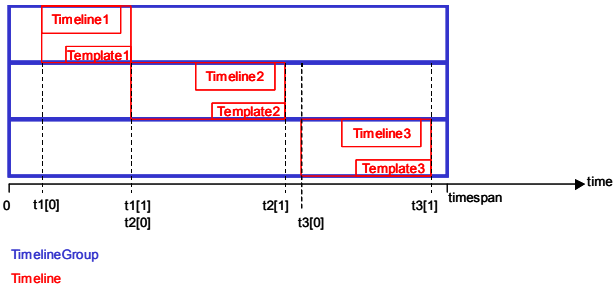 Timeline1
Template1
Timeline2
Template2
Timeline3
Template3
time
0 t1[0] t1[1] t2[1] t3[1] timespan
t2[0] t3[0]
TimelineGroup
Timeline